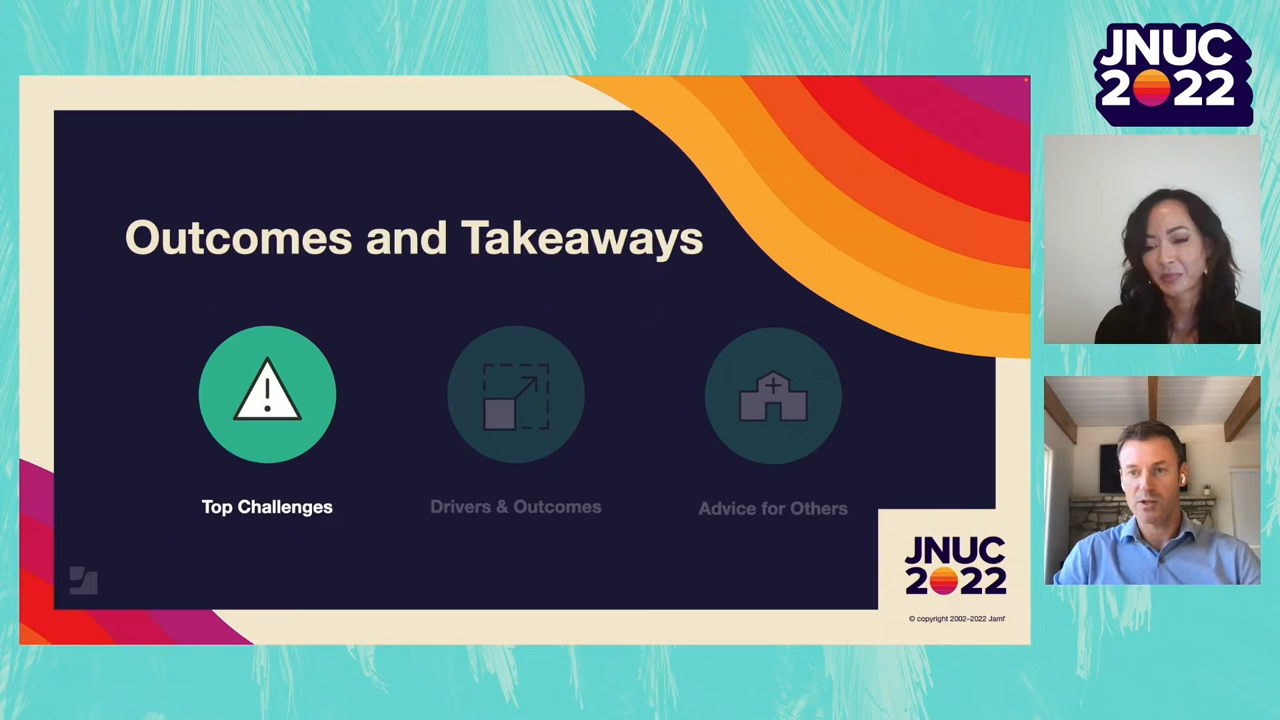 JNUC
2022
Outcomes and Takeaways
Top Challenges
Drivers & Outcomes
Advice for Others
JNUC
2022
© copyright 2002–2022 Jamf